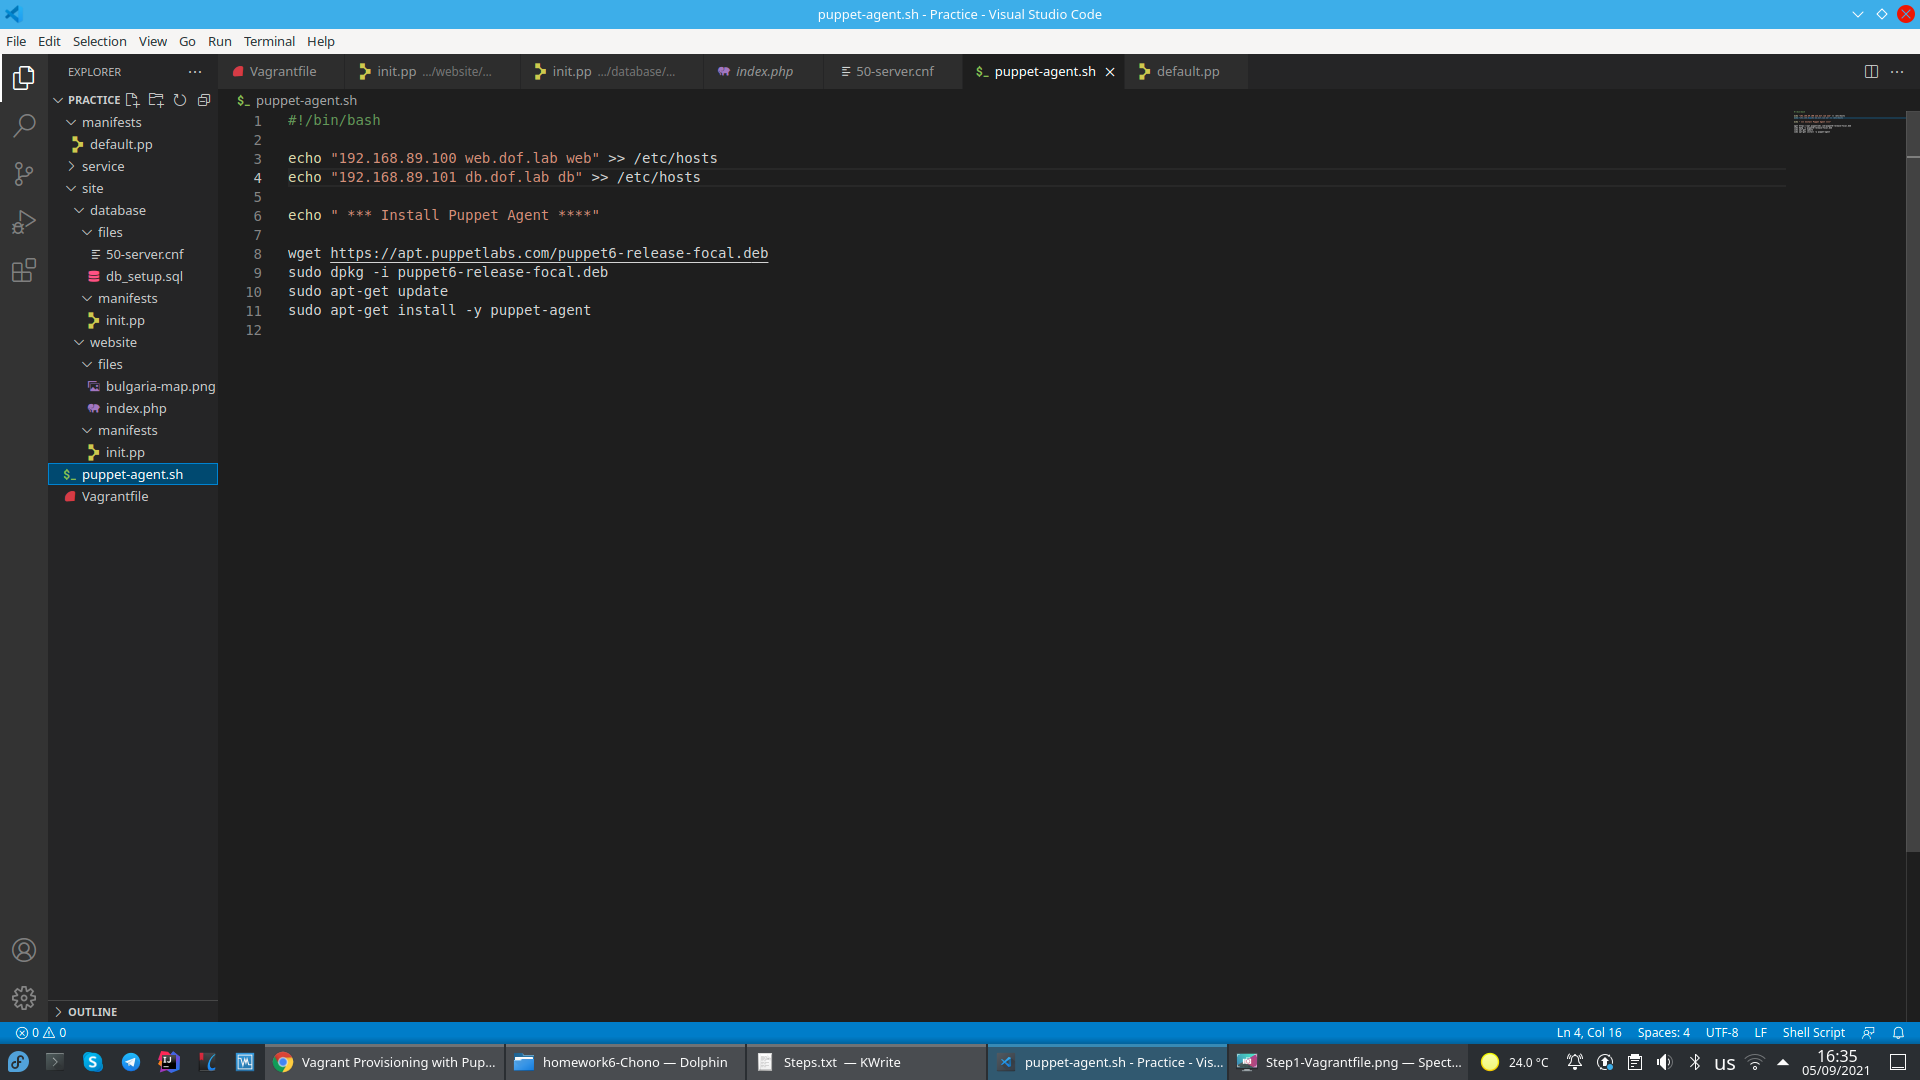 puppet-agent.sh - Practice - Visual Studio Code
File Edit Selection View Go Run Terminal Help
EXPLORER
PRACTICE
manifests
default.pp
service
site
database
files
50-server.cnf
db_setup.sql
manifests
init.pp
website
files
bulgaria-map.png
index.php
manifests
init.pp
puppet-agent.sh
Vagrantfile
OUTLINE
Vagrantfile
init.pp .../website/...
init.pp .../database/...
index.php
50-server.cnf
$_ puppet-agent.sh
default.pp
$_ puppet-agent.sh
1 #!/bin/bash
2
3 echo "192.168.89.100 web.dof.lab web" >> /etc/hosts
4 echo "192.168.89.101 db.dof.lab db" >> /etc/hosts
5
6 echo " *** Install Puppet Agent ****"
7
8 wget https://apt.puppetlabs.com/puppet6-release-focal.deb
9 sudo dpkg -i puppet6-release-focal.deb
10 sudo apt-get update
11 sudo apt-get install -y puppet-agent
12
0 0
Ln 4, Col 16 Spaces: 4 UTF-8 LF Shell Script
Vagrant Provisioning with Pup...
homework6-Chono — Dolphin
Steps.txt — KWrite
puppet-agent.sh - Practice - Vis...
Step1-Vagrantfile.png — Spect...
24.0 °C
us
16:35
05/09/2021